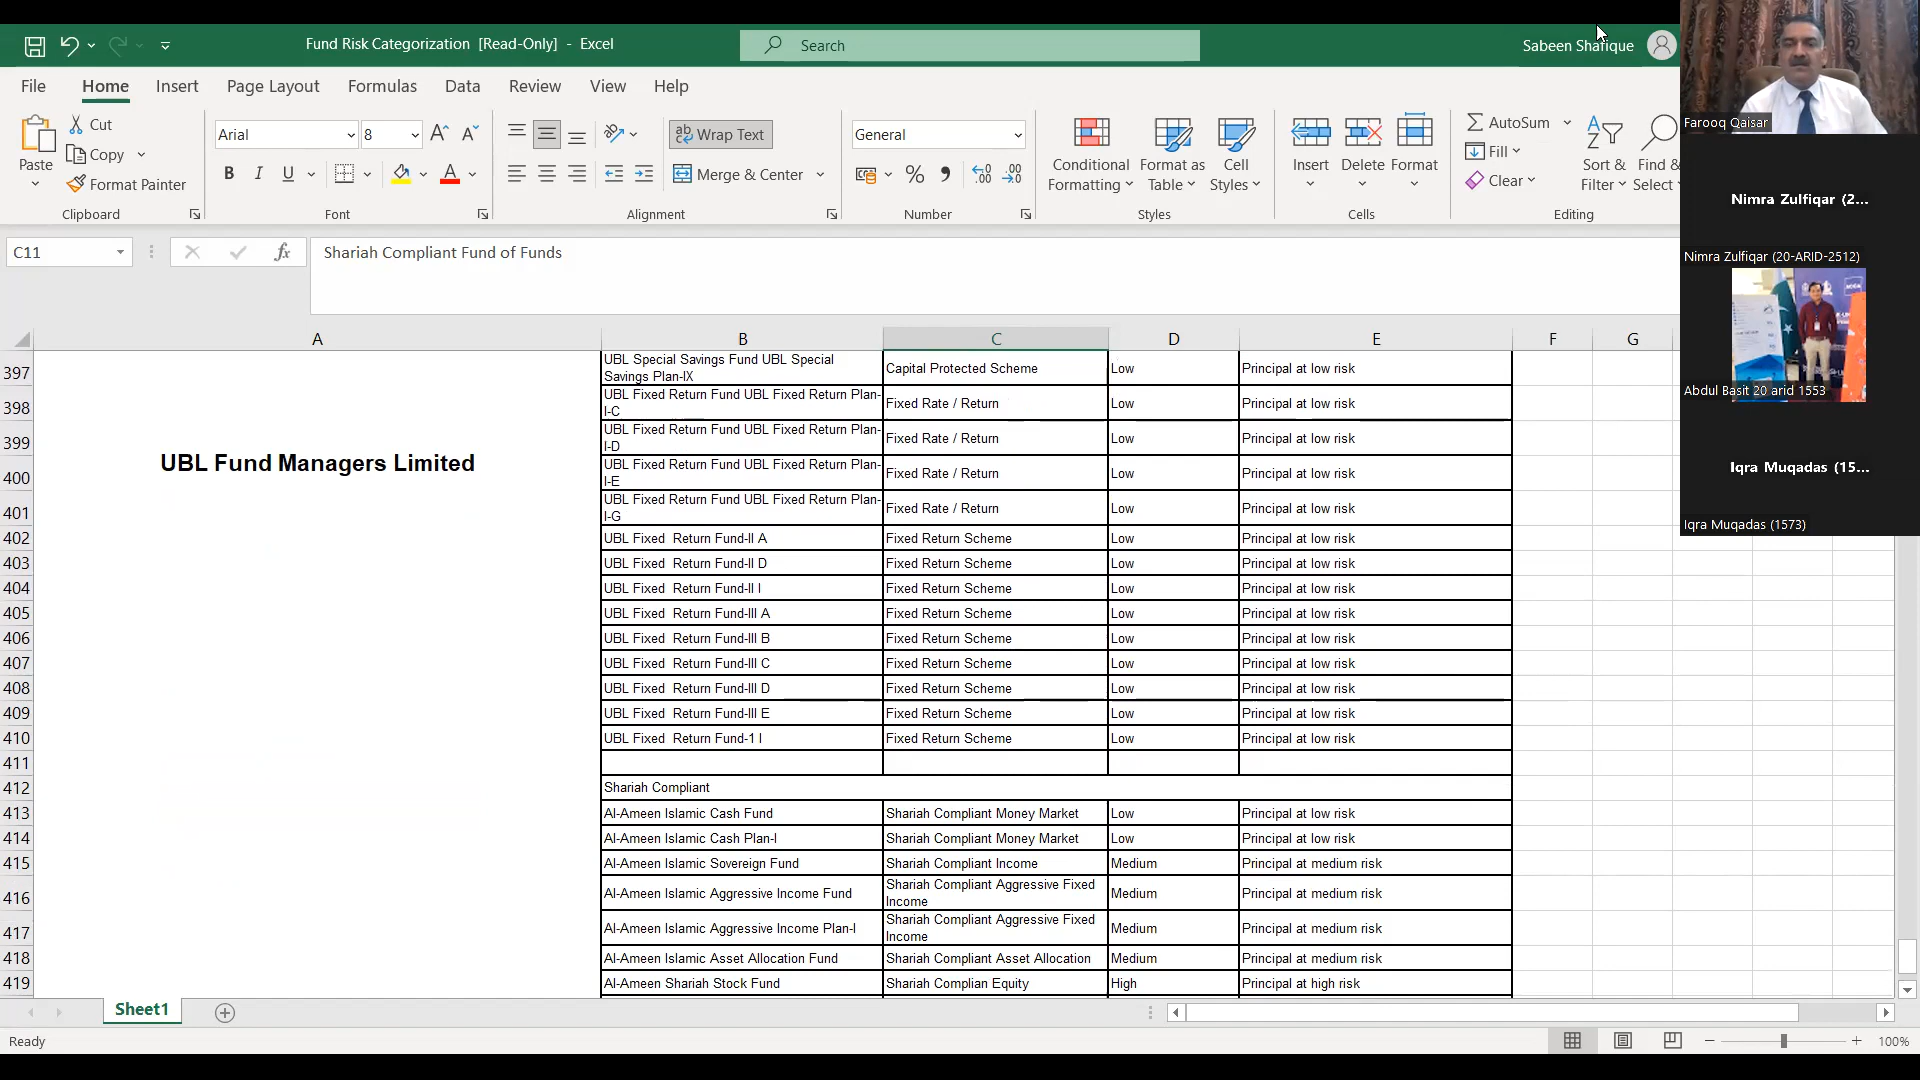 Fund Risk Categorization [Read-Only] - Excel
Search
Sabeen Shafique
File Home Insert Page Layout Formulas Data Review View Help
Paste
Cut
Copy
Format Painter
Clipboard
Arial 8
B I U
Font
Wrap Text
Merge & Center
Alignment
General
Number
Conditional
Formatting
Format as
Table
Cell
Styles
Styles
Insert
Delete
Format
Cells
AutoSum
Fill
Clear
Sort &
Filter
Find &
Select
Editing
C11
fx
Shariah Compliant Fund of Funds
A B C D E F G
397 UBL Special Savings Fund UBL Special
Savings Plan-IX Capital Protected Scheme Low Principal at low risk
398 UBL Fixed Return Fund UBL Fixed Return Plan-
I-C Fixed Rate / Return Low Principal at low risk
399 UBL Fixed Return Fund UBL Fixed Return Plan-
I-D Fixed Rate / Return Low Principal at low risk
UBL Fund Managers Limited
400 UBL Fixed Return Fund UBL Fixed Return Plan-
I-E Fixed Rate / Return Low Principal at low risk
401 UBL Fixed Return Fund UBL Fixed Return Plan-
I-G Fixed Rate / Return Low Principal at low risk
402 UBL Fixed Return Fund-II A Fixed Return Scheme Low Principal at low risk
403 UBL Fixed Return Fund-II D Fixed Return Scheme Low Principal at low risk
404 UBL Fixed Return Fund-II I Fixed Return Scheme Low Principal at low risk
405 UBL Fixed Return Fund-III A Fixed Return Scheme Low Principal at low risk
406 UBL Fixed Return Fund-III B Fixed Return Scheme Low Principal at low risk
407 UBL Fixed Return Fund-III C Fixed Return Scheme Low Principal at low risk
408 UBL Fixed Return Fund-III D Fixed Return Scheme Low Principal at low risk
409 UBL Fixed Return Fund-III E Fixed Return Scheme Low Principal at low risk
410 UBL Fixed Return Fund-1 I Fixed Return Scheme Low Principal at low risk
411
412 Shariah Compliant
413 Al-Ameen Islamic Cash Fund Shariah Compliant Money Market Low Principal at low risk
414 Al-Ameen Islamic Cash Plan-I Shariah Compliant Money Market Low Principal at low risk
415 Al-Ameen Islamic Sovereign Fund Shariah Compliant Income Medium Principal at medium risk
416 Al-Ameen Islamic Aggressive Income Fund Shariah Compliant Aggressive Fixed
Income Medium Principal at medium risk
417 Al-Ameen Islamic Aggressive Income Plan-I Shariah Compliant Aggressive Fixed
Income Medium Principal at medium risk
418 Al-Ameen Islamic Asset Allocation Fund Shariah Compliant Asset Allocation Medium Principal at medium risk
419 Al-Ameen Shariah Stock Fund Shariah Complian Equity High Principal at high risk
Sheet1
Ready
100%
Farooq Qaisar
Nimra Zulfiqar (2...
Nimra Zulfiqar (20-ARID-2512)
Abdul Basit 20 arid 1553
Iqra Muqadas (15...
Iqra Muqadas (1573)